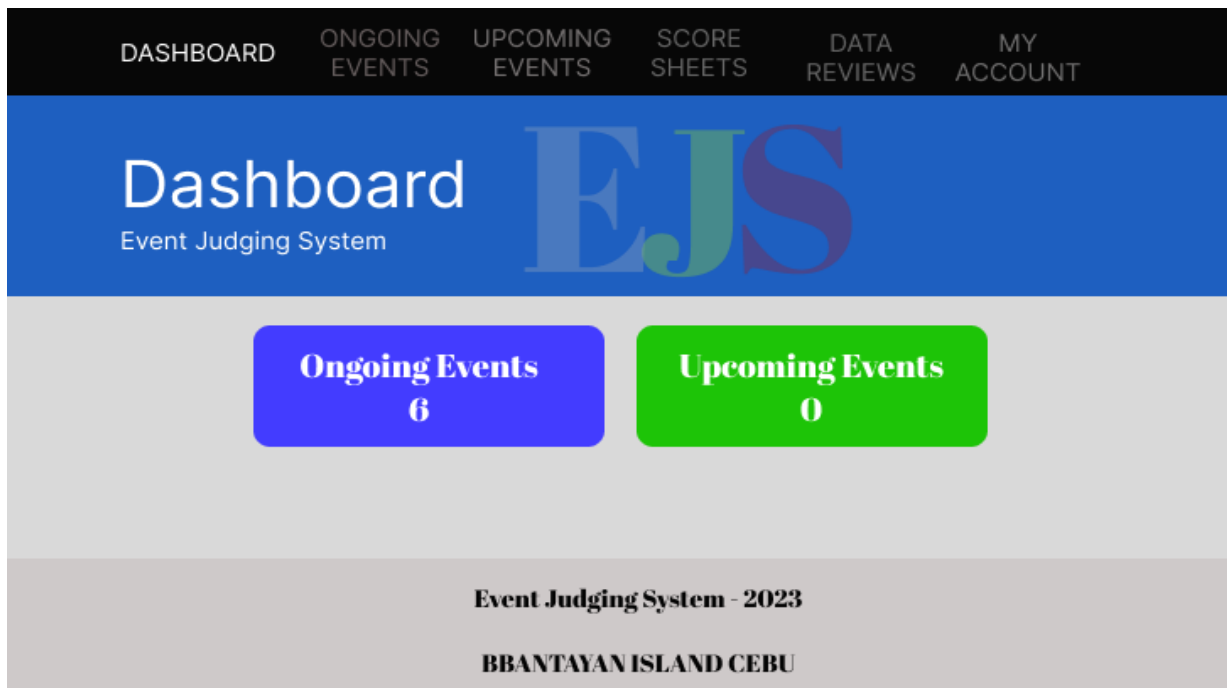 DASHBOARD
ONGOING
EVENTS
UPCOMING
EVENTS
SCORE
SHEETS
DATA
REVIEWS
MY
ACCOUNT
EJS
Dashboard
Event Judging System
Ongoing Events
6
Upcoming Events
0
Event Judging System - 2023
BBANTAYAN ISLAND CEBU